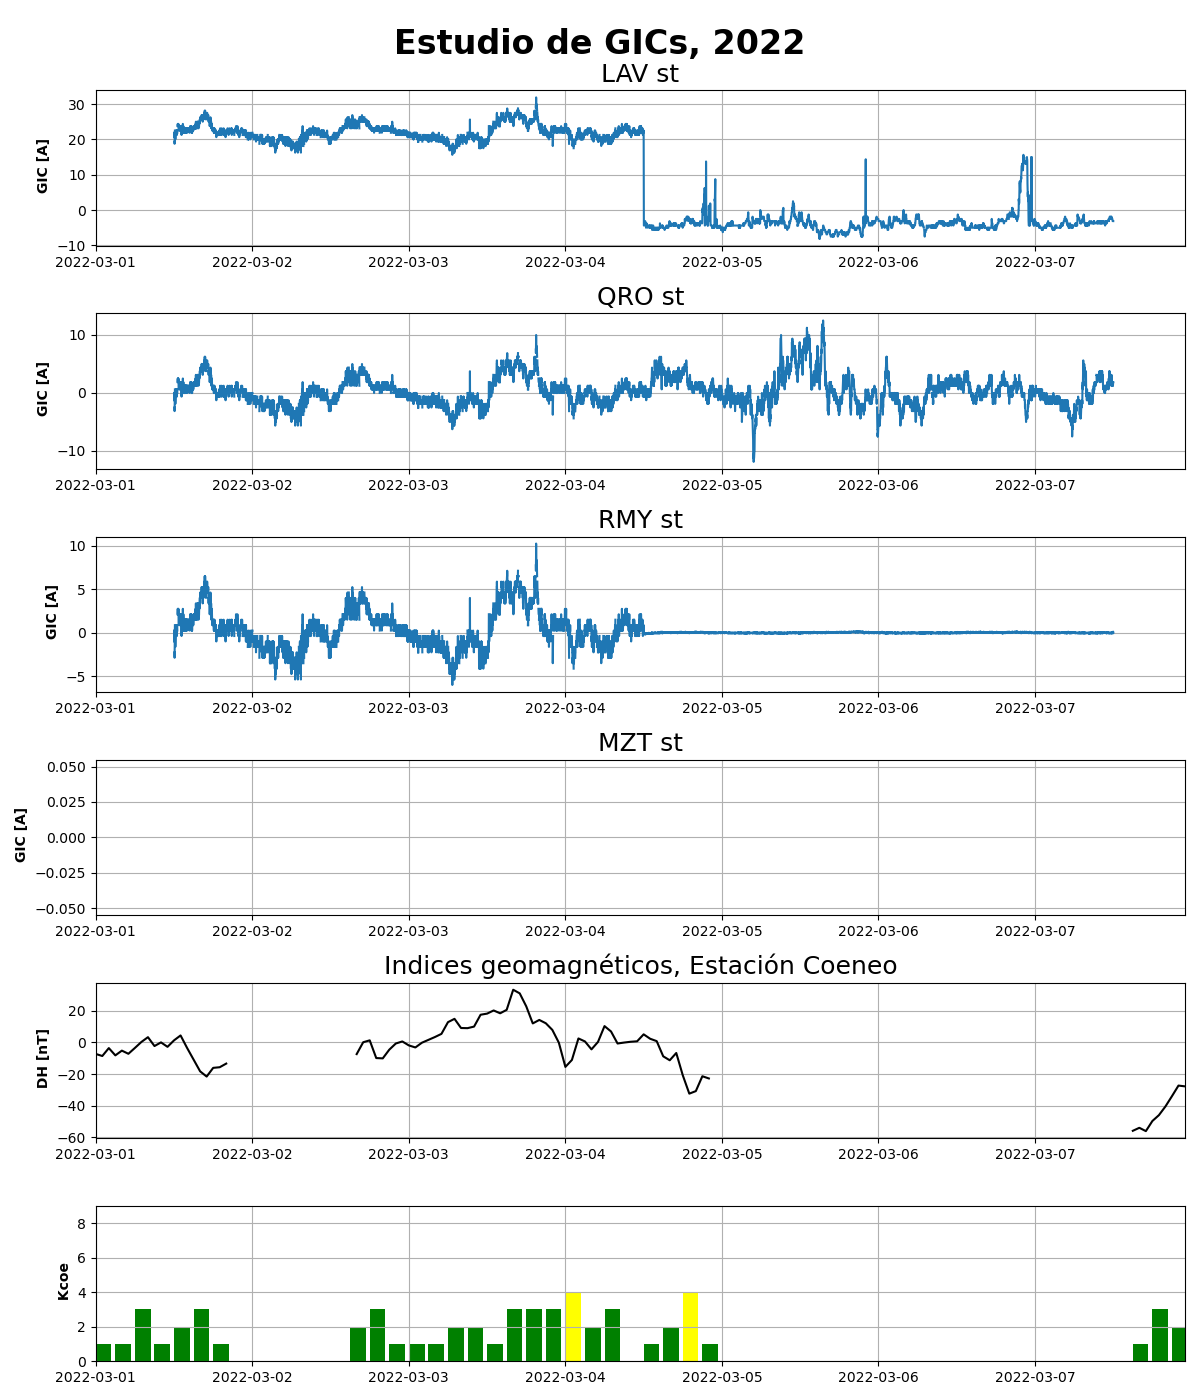 Estudio de GICs, 2022
LAV st
GIC [A]
30
20
10
0
−10
2022-03-01 2022-03-02 2022-03-03 2022-03-04 2022-03-05 2022-03-06 2022-03-07
QRO st
GIC [A]
10
0
−10
2022-03-01 2022-03-02 2022-03-03 2022-03-04 2022-03-05 2022-03-06 2022-03-07
RMY st
GIC [A]
10
5
0
−5
2022-03-01 2022-03-02 2022-03-03 2022-03-04 2022-03-05 2022-03-06 2022-03-07
MZT st
GIC [A]
0.050
0.025
0.000
−0.025
−0.050
2022-03-01 2022-03-02 2022-03-03 2022-03-04 2022-03-05 2022-03-06 2022-03-07
Indices geomagnéticos, Estación Coeneo
DH [nT]
20
0
−20
−40
−60
2022-03-01 2022-03-02 2022-03-03 2022-03-04 2022-03-05 2022-03-06 2022-03-07
Kcoe
8
6
4
2
0
2022-03-01 2022-03-02 2022-03-03 2022-03-04 2022-03-05 2022-03-06 2022-03-07